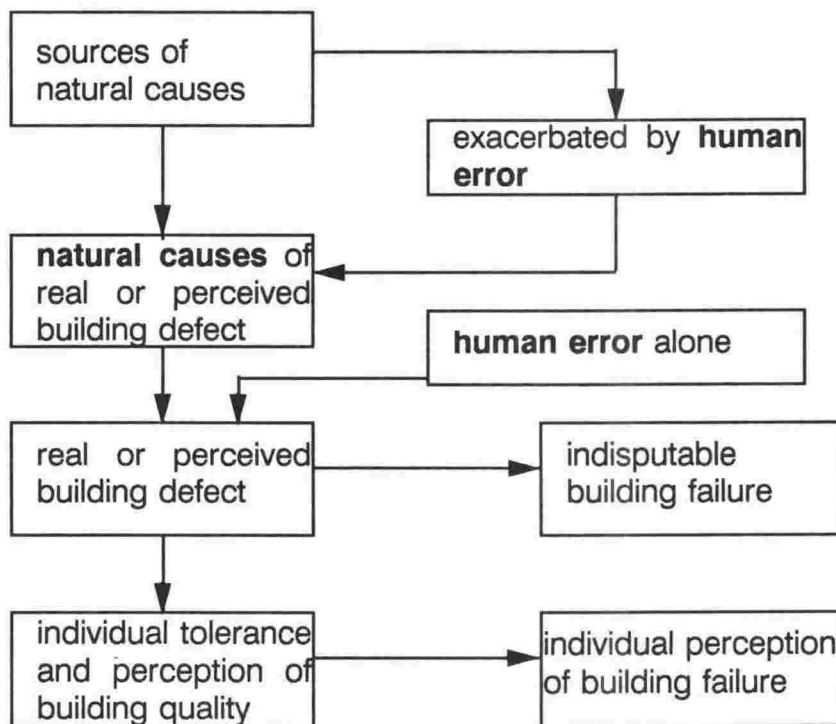 sources of
natural causes
exacerbated by human
error
natural causes of
real or perceived
building defect
human error alone
real or perceived
building defect
indisputable
building failure
individual tolerance
and perception of
building quality
individual perception
of building failure